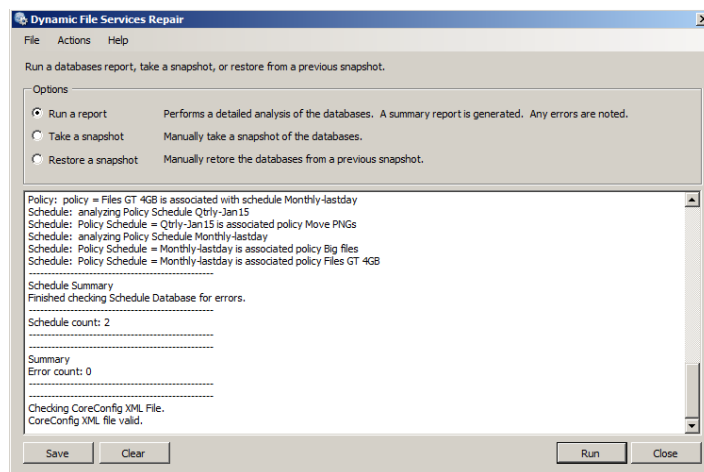 Dynamic File Services Repair
File Actions Help
Run a databases report, take a snapshot, or restore from a previous snapshot.
Options
Run a report Performs a detailed analysis of the databases. A summary report is generated. Any errors are noted.
Take a snapshot Manually take a snapshot of the databases.
Restore a snapshot Manually retore the databases from a previous snapshot.
Policy: policy = Files GT 4GB is associated with schedule Monthly-lastday
Schedule: analyzing Policy Schedule Qtrly-Jan15
Schedule: Policy Schedule = Qtrly-Jan15 is associated policy Move PNGs
Schedule: analyzing Policy Schedule Monthly-lastday
Schedule: Policy Schedule = Monthly-lastday is associated policy Big files
Schedule: Policy Schedule = Monthly-lastday is associated policy Files GT 4GB
------------------------------------------------
Schedule Summary
Finished checking Schedule Database for errors.
------------------------------------------------
Schedule count: 2
------------------------------------------------
------------------------------------------------
Summary
Error count: 0
------------------------------------------------
------------------------------------------------
Checking CoreConfig XML File.
CoreConfig XML file valid.
Save Clear Run Close